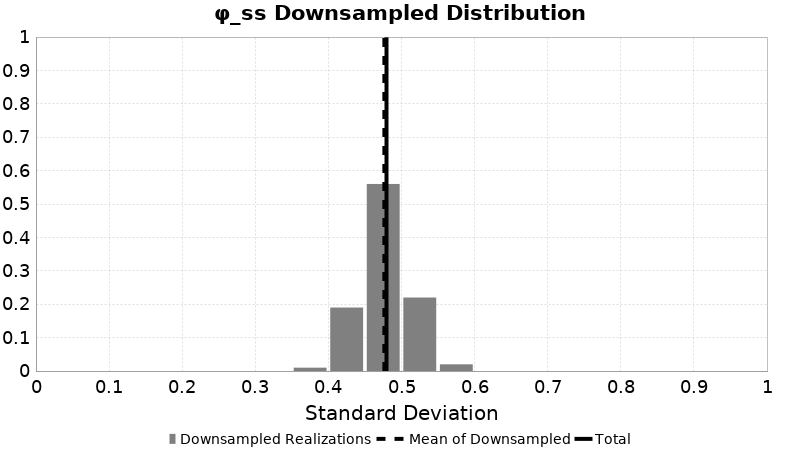 φ_ss Downsampled Distribution
1
0.9
0.8
0.7
0.6
0.5
0.4
0.3
0.2
0.1
0
0 0.1 0.2 0.3 0.4 0.5 0.6 0.7 0.8 0.9 1
Standard Deviation
Downsampled Realizations Mean of Downsampled Total